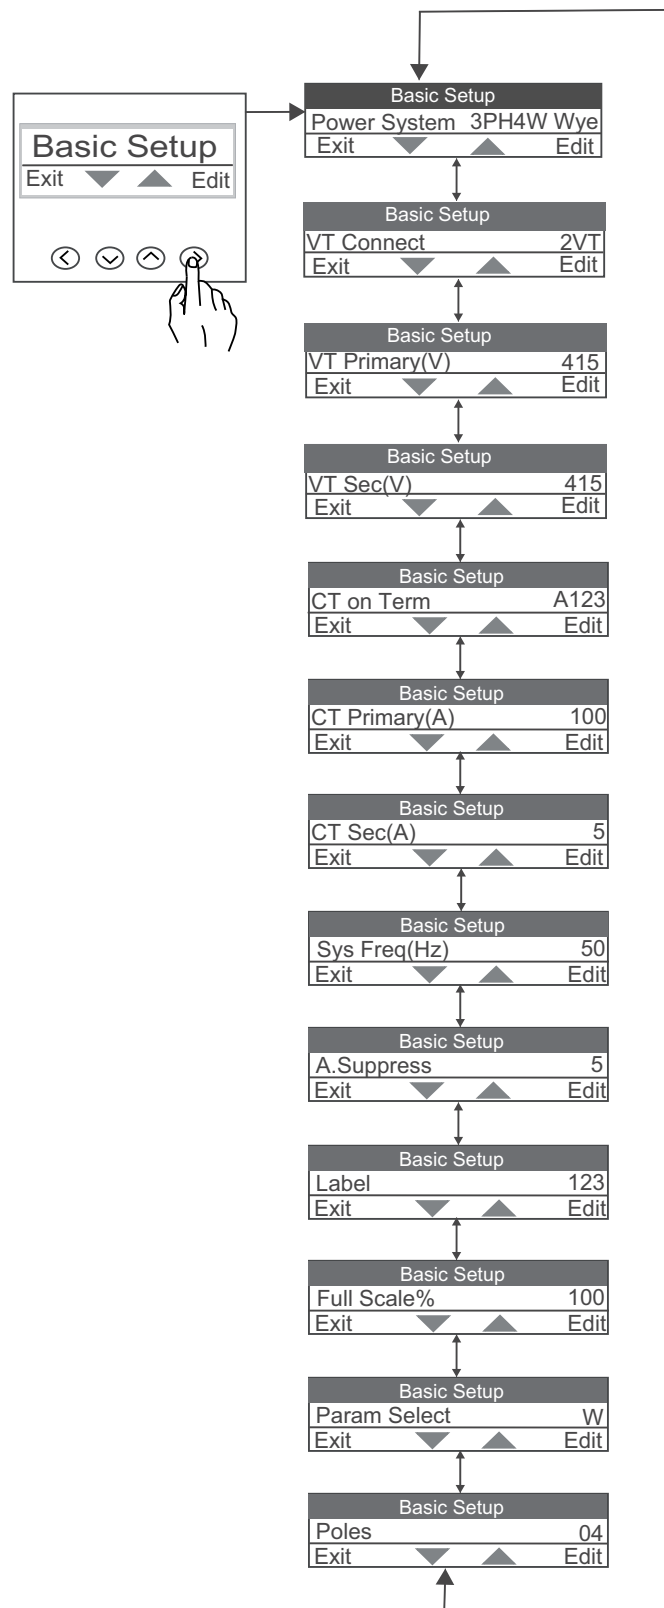 Basic Setup
Exit Edit
Basic Setup
Power System 3PH4W Wye
Exit Edit
Basic Setup
VT Connect 2VT
Exit Edit
Basic Setup
VT Primary(V) 415
Exit Edit
Basic Setup
VT Sec(V) 415
Exit Edit
Basic Setup
CT on Term A123
Exit Edit
Basic Setup
CT Primary(A) 100
Exit Edit
Basic Setup
CT Sec(A) 5
Exit Edit
Basic Setup
Sys Freq(Hz) 50
Exit Edit
Basic Setup
A.Suppress 5
Exit Edit
Basic Setup
Label 123
Exit Edit
Basic Setup
Full Scale% 100
Exit Edit
Basic Setup
Param Select W
Exit Edit
Basic Setup
Poles 04
Exit Edit